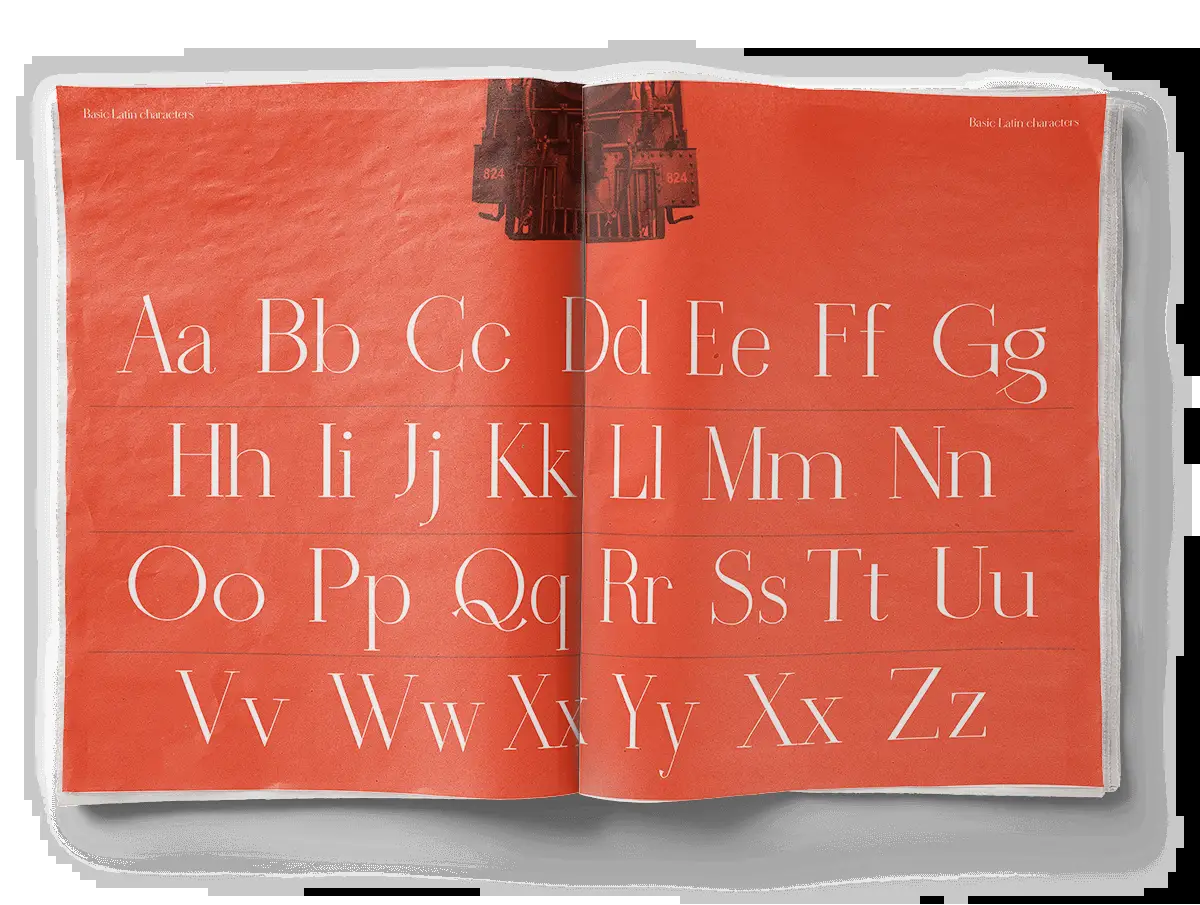 Basic Latin characters
Basic Latin characters
824 824
Aa Bb Cc Dd Ee Ff Gg
Hh Ii Jj Kk Ll Mm Nn
Oo Pp Qq Rr Ss Tt Uu
Vv Ww Xx Yy Xx Zz